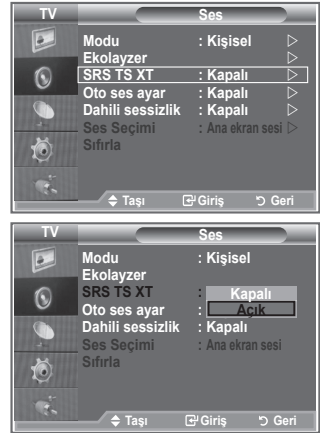 TV Ses
Modu : Kişisel
Ekolayzer
SRS TS XT : Kapalı
Oto ses ayar : Kapalı
Dahili sessizlik : Kapalı
Ses Seçimi : Ana ekran sesi
Sıfırla
Taşı Giriş Geri
TV Ses
Modu : Kişisel
Ekolayzer
SRS TS XT : Kapalı
Oto ses ayar : Açık
Dahili sessizlik : Kapalı
Ses Seçimi : Ana ekran sesi
Sıfırla
Taşı Giriş Geri